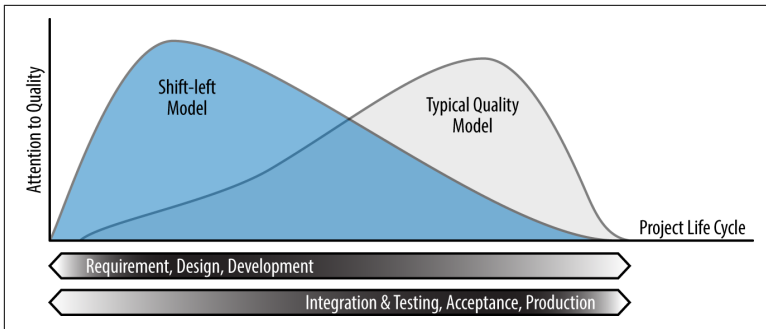 Attention to Quality
Shift-left
Model
Typical Quality
Model
Project Life Cycle
Requirement, Design, Development
Integration & Testing, Acceptance, Production